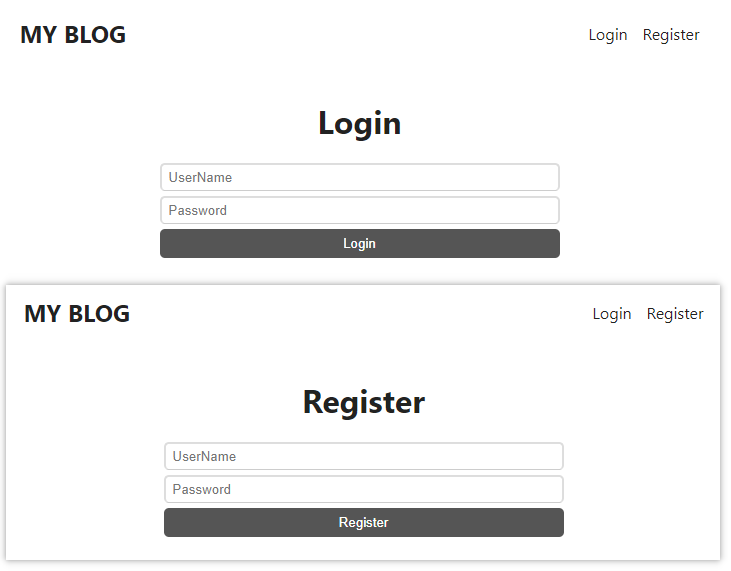 MY BLOG Login Register
Login
UserName
Password
Login
MY BLOG Login Register
Register
UserName
Password
Register